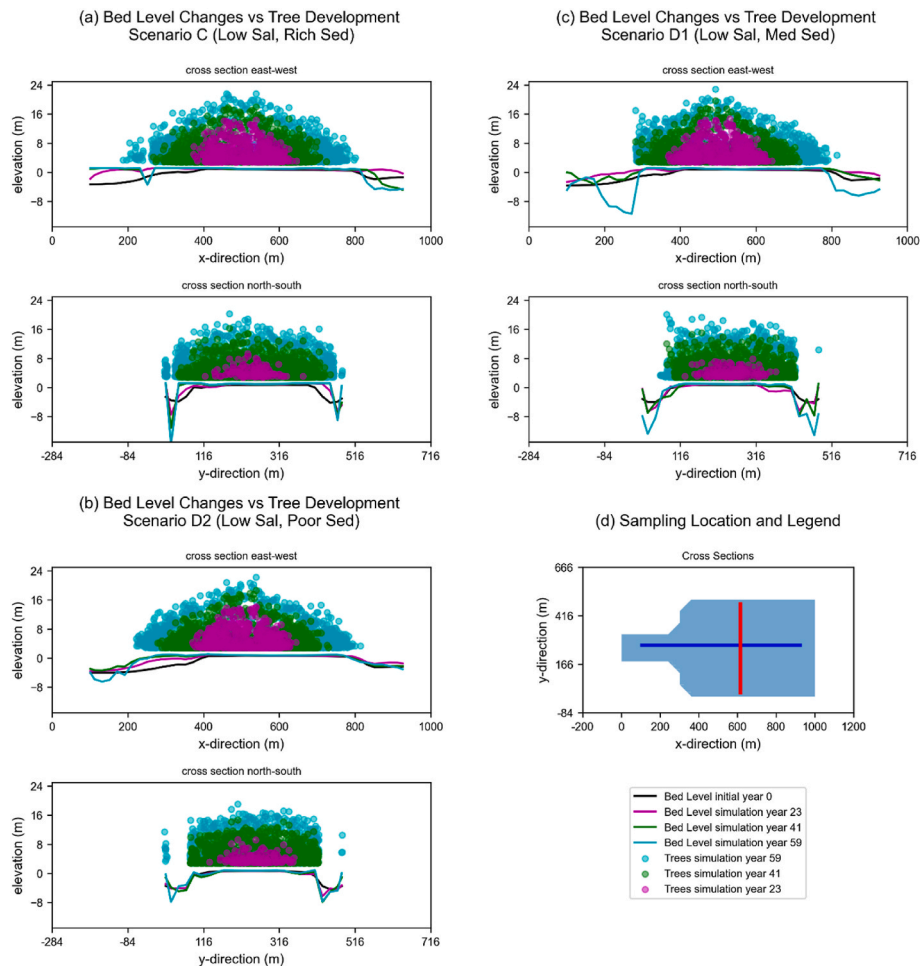 (a) Bed Level Changes vs Tree Development
Scenario C (Low Sal, Rich Sed)
cross section east-west
24
16
8
0
-8
elevation (m)
0 200 400 600 800 1000
x-direction (m)
cross section north-south
24
16
8
0
-8
elevation (m)
-284 -84 116 316 516 716
y-direction (m)
(c) Bed Level Changes vs Tree Development
Scenario D1 (Low Sal, Med Sed)
cross section east-west
24
16
8
0
-8
elevation (m)
0 200 400 600 800 1000
x-direction (m)
cross section north-south
24
16
8
0
-8
elevation (m)
-284 -84 116 316 516 716
y-direction (m)
(b) Bed Level Changes vs Tree Development
Scenario D2 (Low Sal, Poor Sed)
cross section east-west
24
16
8
0
-8
elevation (m)
0 200 400 600 800 1000
x-direction (m)
cross section north-south
24
16
8
0
-8
elevation (m)
-284 -84 116 316 516 716
y-direction (m)
(d) Sampling Location and Legend
Cross Sections
666
416
166
-84
y-direction (m)
-200 0 200 400 600 800 1000 1200
x-direction (m)
Bed Level initial year 0
Bed Level simulation year 23
Bed Level simulation year 41
Bed Level simulation year 59
Trees simulation year 59
Trees simulation year 41
Trees simulation year 23